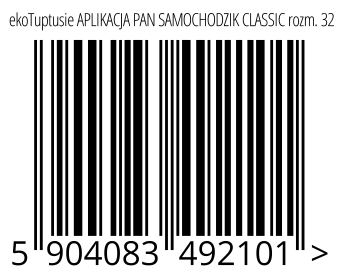 ekoTuptusie APLIKACJA PAN SAMOCHODZIK CLASSIC rozm. 32
5 904083 492101 >